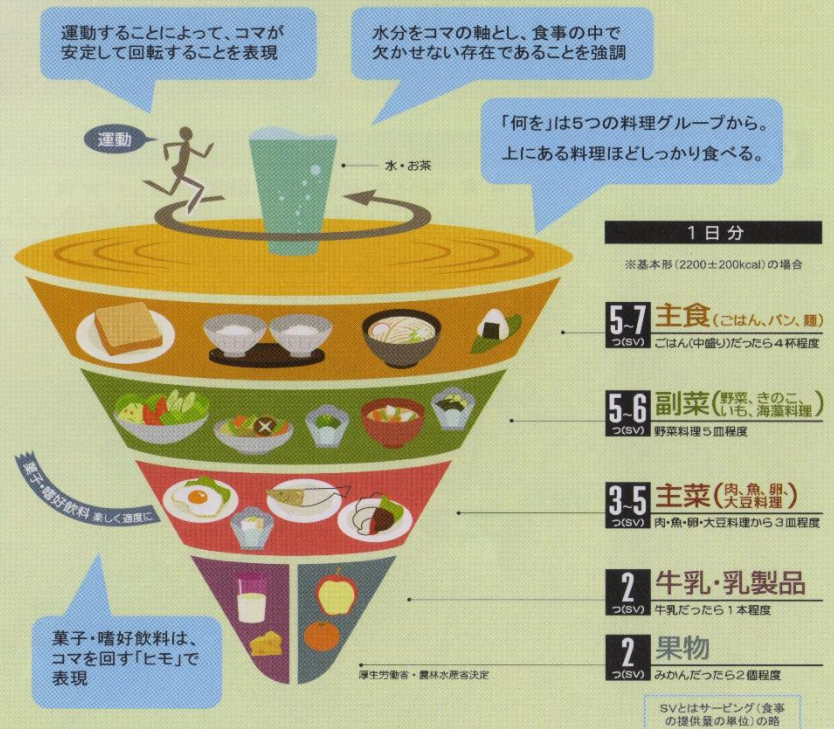 運動することによって、コマが
安定して回転することを表現
水分をコマの軸とし、食事の中で
欠かせない存在であることを強調
「何を」は5つの料理グループから。
上にある料理ほどしっかり食べる。
運動
水・お茶
1日分
※基本形(2200±200kcal)の場合
5~7 つ(SV) 主食(ごはん、パン、麺)
ごはん(中盛り)だったら4杯程度
5~6 つ(SV) 副菜(野菜、きのこ、
いも、海藻料理)
野菜料理5皿程度
3~5 つ(SV) 主菜(肉、魚、卵、
大豆料理)
肉・魚・卵・大豆料理から3皿程度
2 つ(SV) 牛乳・乳製品
牛乳だったら1本程度
2 つ(SV) 果物
みかんだったら2個程度
菓子・嗜好飲料 楽しく適度に
菓子・嗜好飲料は、
コマを回す「ヒモ」で
表現
厚生労働省・農林水産省決定
SVとはサービング(食事
の提供量の単位)の略